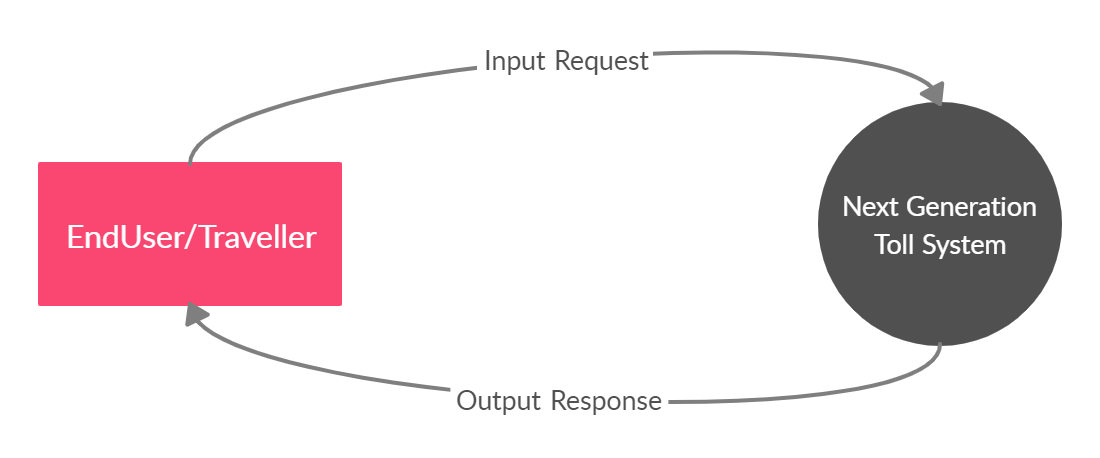 Input Request
EndUser/Traveller
Next Generation
Toll System
Output Response